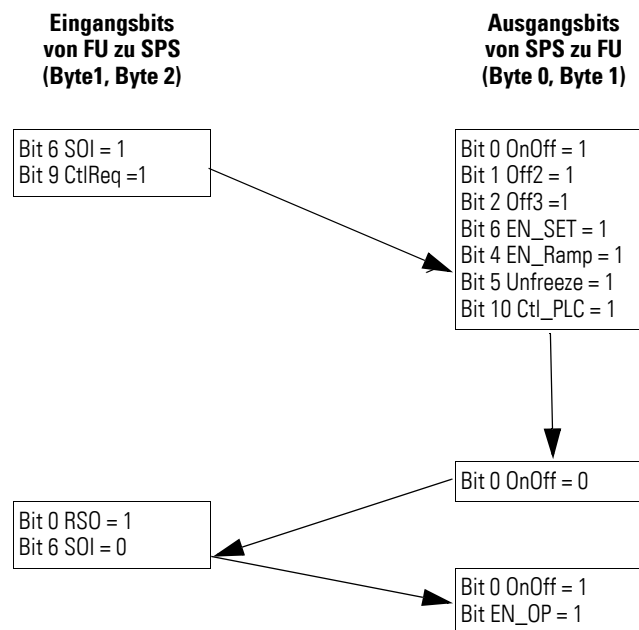 Eingangsbits
von FU zu SPS
(Byte1, Byte 2)
Ausgangsbits
von SPS zu FU
(Byte 0, Byte 1)
Bit 6 SOI = 1
Bit 9 CtlReq =1
Bit 0 OnOff = 1
Bit 1 Off2 = 1
Bit 2 Off3 =1
Bit 6 EN_SET = 1
Bit 4 EN_Ramp = 1
Bit 5 Unfreeze = 1
Bit 10 Ctl_PLC = 1
Bit 0 OnOff = 0
Bit 0 RSO = 1
Bit 6 SOI = 0
Bit 0 OnOff = 1
Bit EN_OP = 1